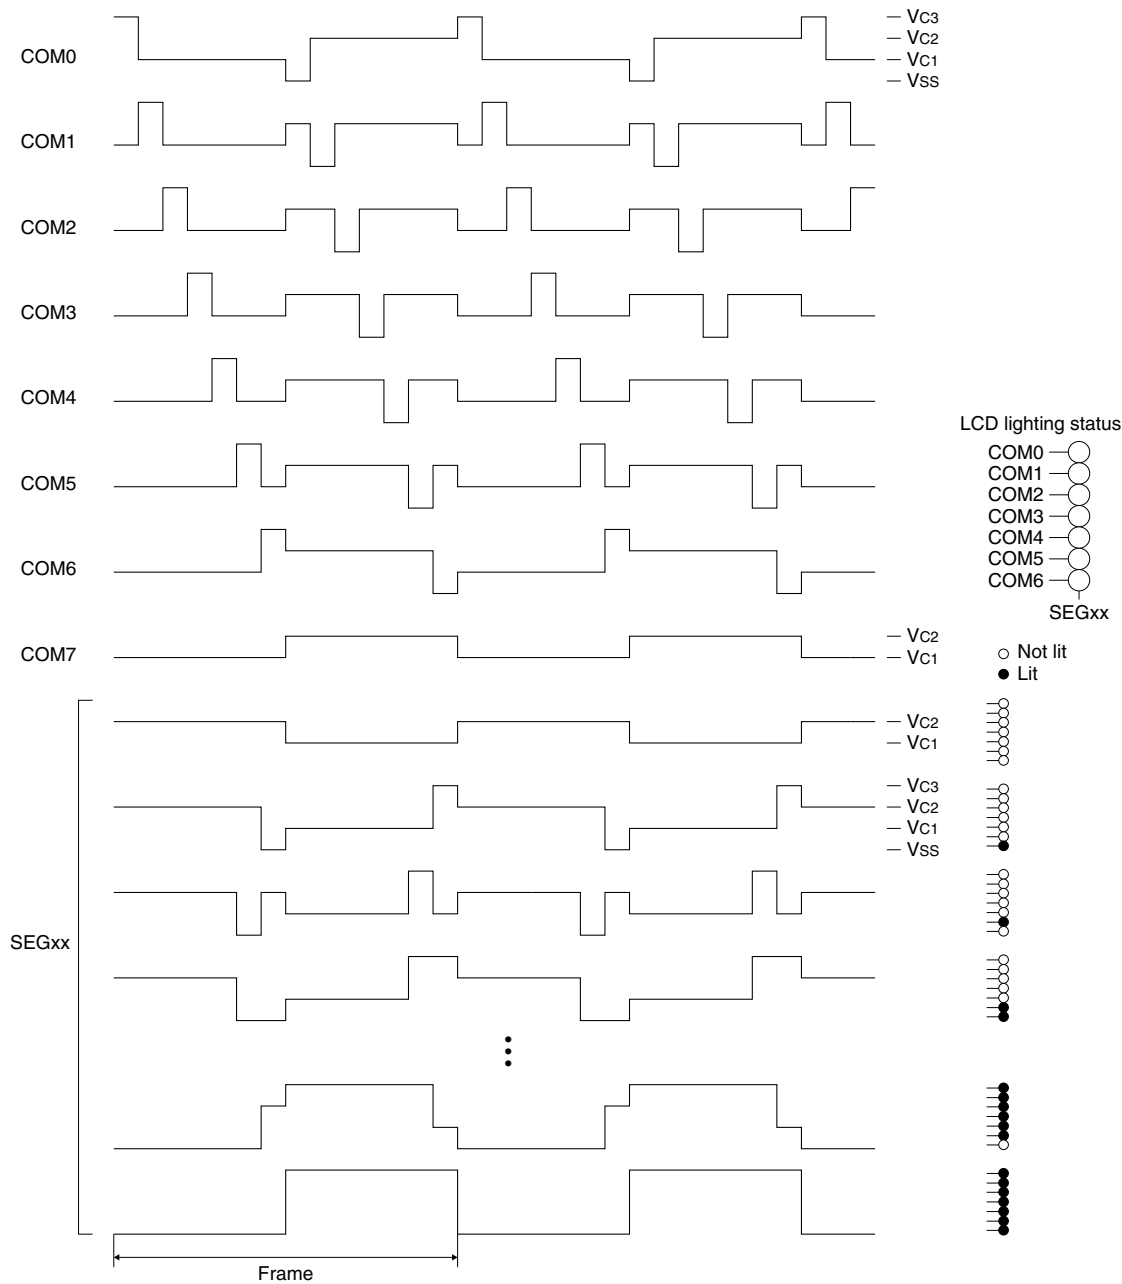 COM0
VC3
VC2
VC1
VSS
COM1
COM2
COM3
COM4
COM5
COM6
COM7
VC2
VC1
LCD lighting status
COM0
COM1
COM2
COM3
COM4
COM5
COM6
SEGxx
Not lit
Lit
SEGxx
VC2
VC1
VC3
VC2
VC1
VSS
Frame